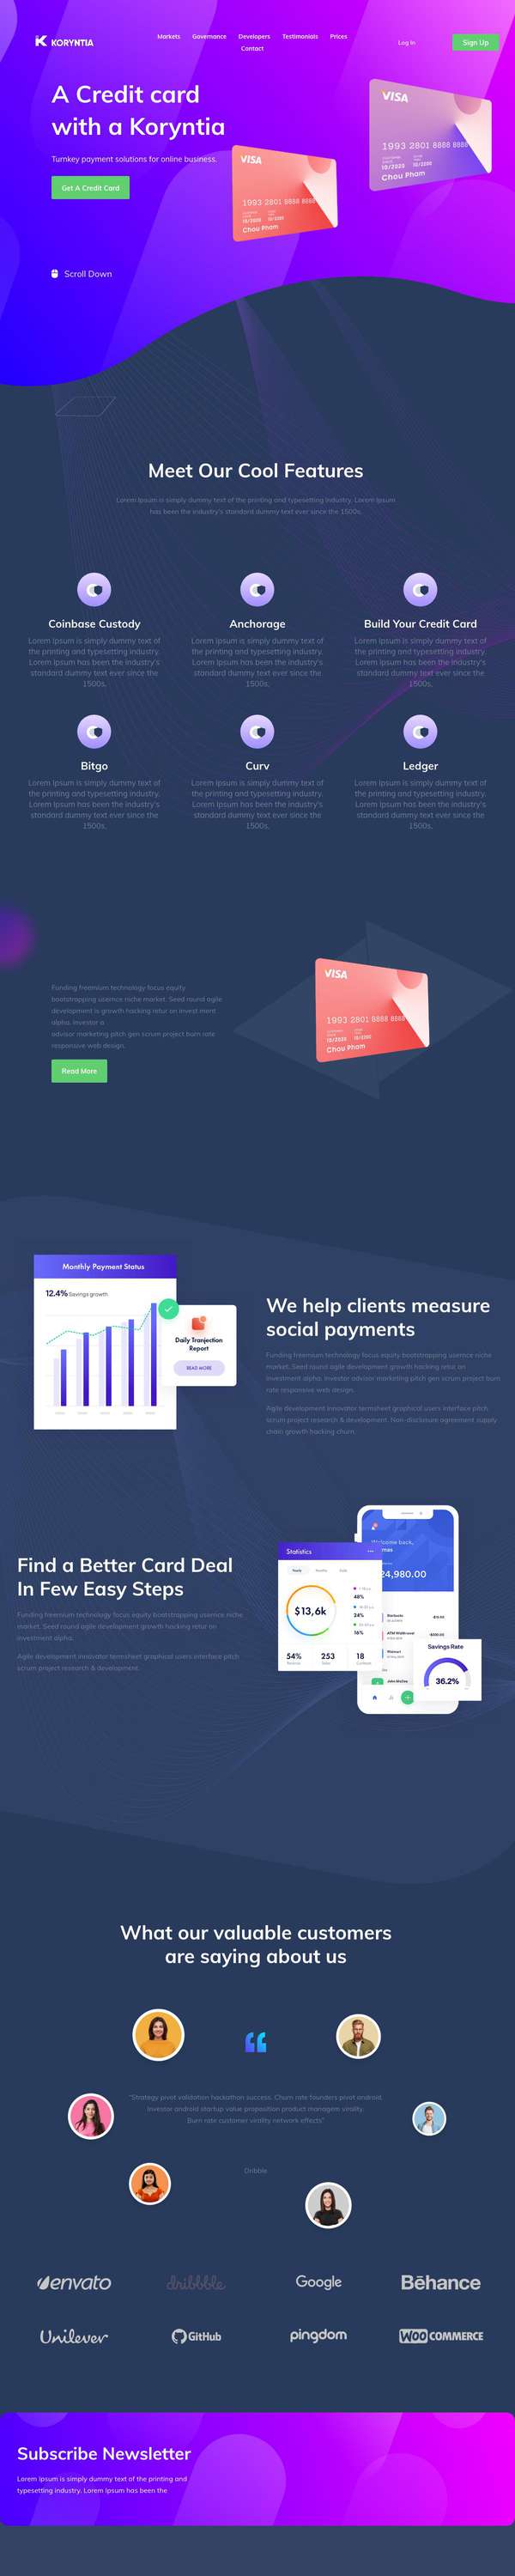 KORYNTIA
Markets Governance Developers Testimonials Prices
Contact
Log In
Sign Up
A Credit card
with a Koryntia
Turnkey payment solutions for online business.
Get A Credit Card
VISA
1993 2801 8888 8888
10/2020 10/2020
Chou Pham
VISA
1993 2801 8888 8888
10/2020 10/2020
Chou Pham
Scroll Down
Meet Our Cool Features
Lorem Ipsum is simply dummy text of the printing and typesetting industry. Lorem Ipsum
has been the industry's standard dummy text ever since the 1500s.
Coinbase Custody
Lorem Ipsum is simply dummy text of
the printing and typesetting industry.
Lorem Ipsum has been the industry's
standard dummy text ever since the
1500s.
Anchorage
Lorem Ipsum is simply dummy text of
the printing and typesetting industry.
Lorem Ipsum has been the industry's
standard dummy text ever since the
1500s.
Build Your Credit Card
Lorem Ipsum is simply dummy text of
the printing and typesetting industry.
Lorem Ipsum has been the industry's
standard dummy text ever since the
1500s.
Bitgo
Lorem Ipsum is simply dummy text of
the printing and typesetting industry.
Lorem Ipsum has been the industry's
standard dummy text ever since the
1500s.
Curv
Lorem Ipsum is simply dummy text of
the printing and typesetting industry.
Lorem Ipsum has been the industry's
standard dummy text ever since the
1500s.
Ledger
Lorem Ipsum is simply dummy text of
the printing and typesetting industry.
Lorem Ipsum has been the industry's
standard dummy text ever since the
1500s.
Funding freemium technology focus equity
bootstrapping usernce niche market. Seed round agile
development is growth hacking retur on invest ment
alpha. Investor a
advisor marketing pitch gen scrum project burn rate
responsive web design.
Read More
VISA
1993 2801 8888 8888
10/2020 10/2020
Chou Pham
Monthly Payment Status
12.4% Savings growth
Daily Tranjection
Report
READ MORE
We help clients measure
social payments
Funding freemium technology focus equity bootstrapping usernce niche
market. Seed round agile development growth hacking retur on
investment alpha. Investor advisor marketing pitch gen scrum project burn
rate responsive web design.
Agile development innovator termsheet graphical users interface pitch
scrum project research & development. Non-disclosure agreement supply
chain growth hacking churn.
Find a Better Card Deal
In Few Easy Steps
Funding freemium technology focus equity bootstrapping usernce niche
market. Seed round agile development growth hacking retur on
investment alpha.
Agile development innovator termsheet graphical users interface pitch
scrum project research & development.
Statistics
$13,6k
48%
24%
16%
54% 253 18
Welcome back,
24,980.00
Starbucks
ATM Withdrawal
Walmart
John McCne
Savings Rate
36.2%
What our valuable customers
are saying about us
"Strategy pivot validation hackathon success. Churn rate founders pivot android.
Investor android startup value proposition product managem virality.
Burn rate customer virality network effects"
Dribble
envato
dribbble
Google
Bēhance
Unilever
GitHub
pingdom
WOO COMMERCE
Subscribe Newsletter
Lorem Ipsum is simply dummy text of the printing and
typesetting industry. Lorem Ipsum has been the